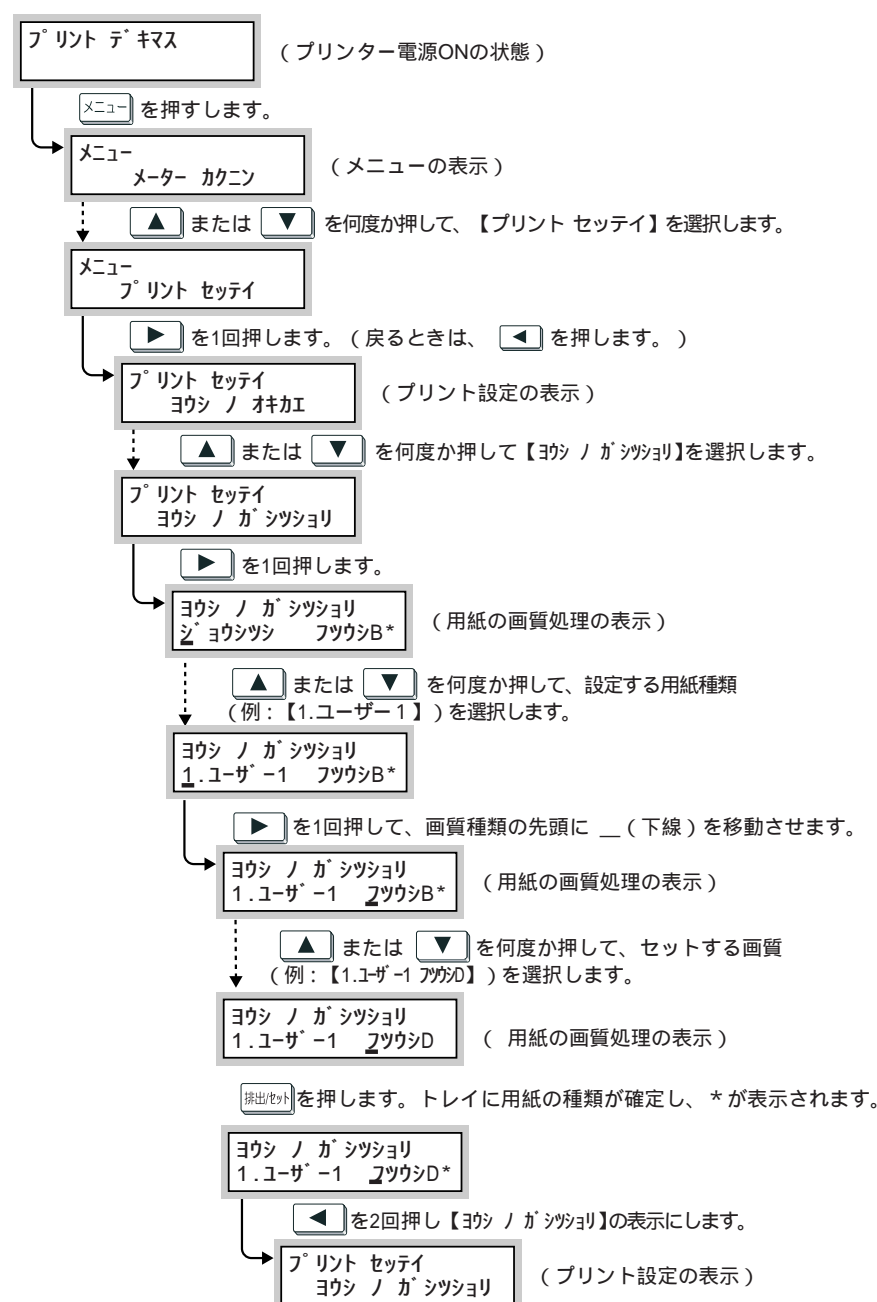 プリント デキマス
(プリンター電源ONの状態)
メニュー を押すします。
メニュー
メーター カクニン
(メニューの表示)
▲ または ▼ を何度か押して、【プリント セッテイ】を選択します。
メニュー
プリント セッテイ
▶ を1回押します。(戻るときは、 ◀ を押します。)
プリント セッテイ
ヨウシ ノ オキカエ
(プリント設定の表示)
▲ または ▼ を何度か押して【ヨウシ ノ ガシツショリ】を選択します。
プリント セッテイ
ヨウシ ノ ガシツショリ
▶ を1回押します。
ヨウシ ノ ガシツショリ
ジョウシツシ フツウシB*
(用紙の画質処理の表示)
▲ または ▼ を何度か押して、設定する用紙種類
(例:【1.ユーザー1】)を選択します。
ヨウシ ノ ガシツショリ
1.ユーザー1 フツウシB*
▶ を1回押して、画質種類の先頭に __(下線)を移動させます。
ヨウシ ノ ガシツショリ
1.ユーザー1 フツウシB*
(用紙の画質処理の表示)
▲ または ▼ を何度か押して、セットする画質
(例:【1.ユーザー1 フツウシD】)を選択します。
ヨウシ ノ ガシツショリ
1.ユーザー1 フツウシD
( 用紙の画質処理の表示)
排出/セット を押します。トレイに用紙の種類が確定し、*が表示されます。
ヨウシ ノ ガシツショリ
1.ユーザー1 フツウシD*
◀ を2回押し【ヨウシ ノ ガシツショリ】の表示にします。
プリント セッテイ
ヨウシ ノ ガシツショリ
(プリント設定の表示)